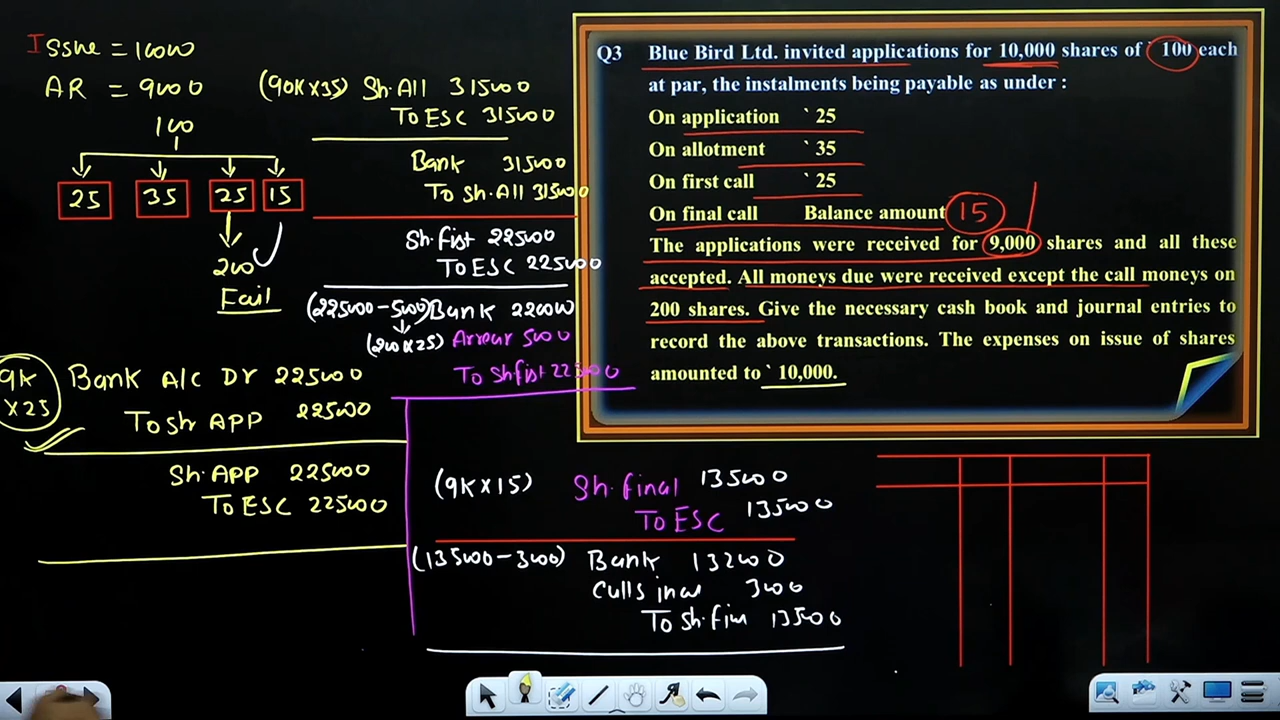 Issue = 10000
AR = 9000
100
25 35 25 15
200
Fail
9K
x25
Bank A/c Dr 225000
To Sh APP 225000
Sh. APP 225000
To ESC 225000
(90K x 35) Sh. All 315000
To ESC 315000
Bank 315000
To Sh. All 315000
Sh. fist 225000
To ESC 225000
(225000-5000) Bank 220000
(200x25) Arrear 5000
To Sh fist 225000
(9K x 15) Sh. final 135000
To ESC 135000
(135000-3000) Bank 132000
Calls in a 3000
To Sh. fin 135000
Q3 Blue Bird Ltd. invited applications for 10,000 shares of ` 100 each
at par, the instalments being payable as under :
On application ` 25
On allotment ` 35
On first call ` 25
On final call Balance amount 15
The applications were received for 9,000 shares and all these
accepted. All moneys due were received except the call moneys on
200 shares. Give the necessary cash book and journal entries to
record the above transactions. The expenses on issue of shares
amounted to ` 10,000.